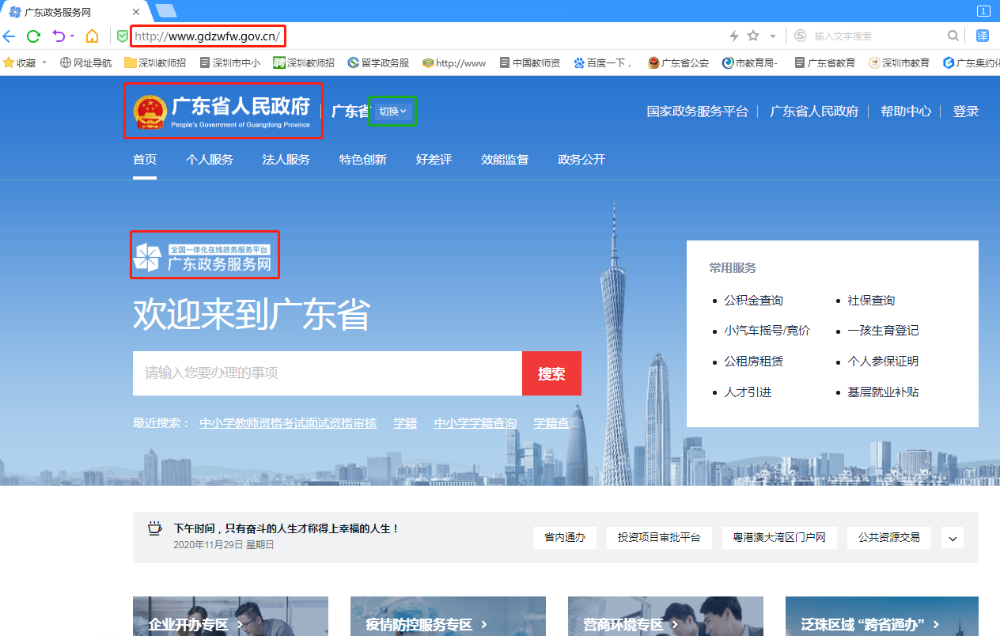 广东政务服务网
1
http://www.gdzwfw.gov.cn/
输入文字搜索
译
收藏 网址导航 深圳教师招 深圳市中小 深圳教师招 留学政务服 http://www 中国教师资 百度一下， 广东省公安 市教育局- 广东省教育 深圳市教育 广东集约化
广东省人民政府
People's Government of Guangdong Province
广东省 切换
国家政务服务平台 广东省人民政府 帮助中心 登录
首页 个人服务 法人服务 特色创新 好差评 效能监督 政务公开
全国一体化在线政务服务平台
广东政务服务网
欢迎来到广东省
请输入您要办理的事项 搜索
最近搜索： 中小学教师资格考试面试资格审核 学籍 中小学学籍查询 学籍查...
常用服务
公积金查询 社保查询
小汽车摇号/竞价 一孩生育登记
公租房租赁 个人参保证明
人才引进 基层就业补贴
下午时间，只有奋斗的人生才称得上幸福的人生！
2020年11月29日 星期日
省内通办 投资项目审批平台 粤港澳大湾区门户网 公共资源交易
企业开办专区 疫情防控服务专区 营商环境专区 泛珠区域“跨省通办”